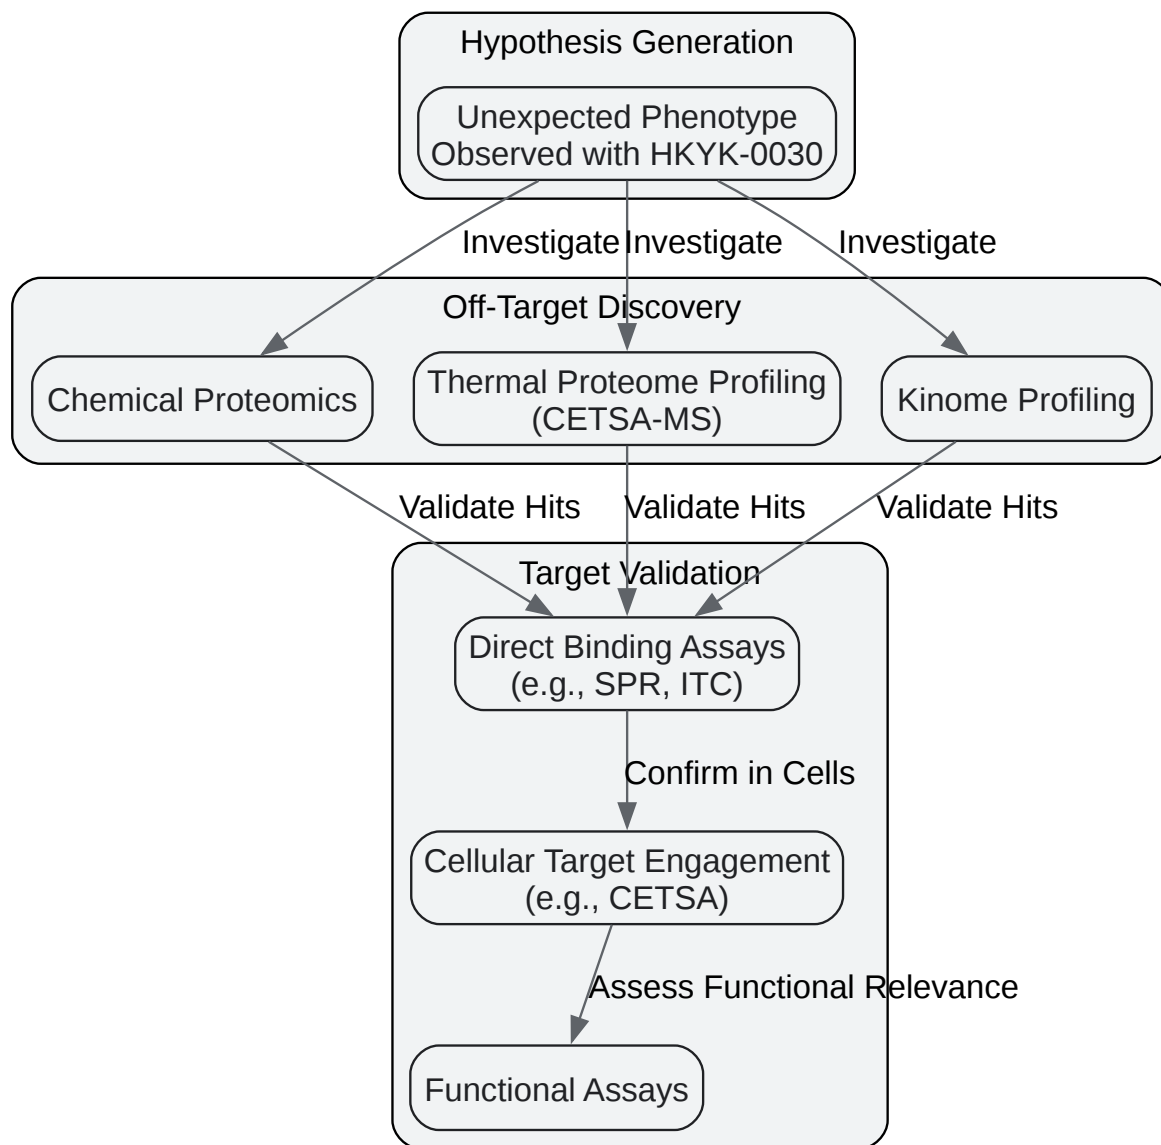 Hypothesis Generation
Unexpected Phenotype
Observed with HKYK-0030
Investigate
Investigate
Investigate
Off-Target Discovery
Chemical Proteomics
Thermal Proteome Profiling
(CETSA-MS)
Kinome Profiling
Validate Hits
Validate Hits
Validate Hits
Target Validation
Direct Binding Assays
(e.g., SPR, ITC)
Confirm in Cells
Cellular Target Engagement
(e.g., CETSA)
Assess Functional Relevance
Functional Assays